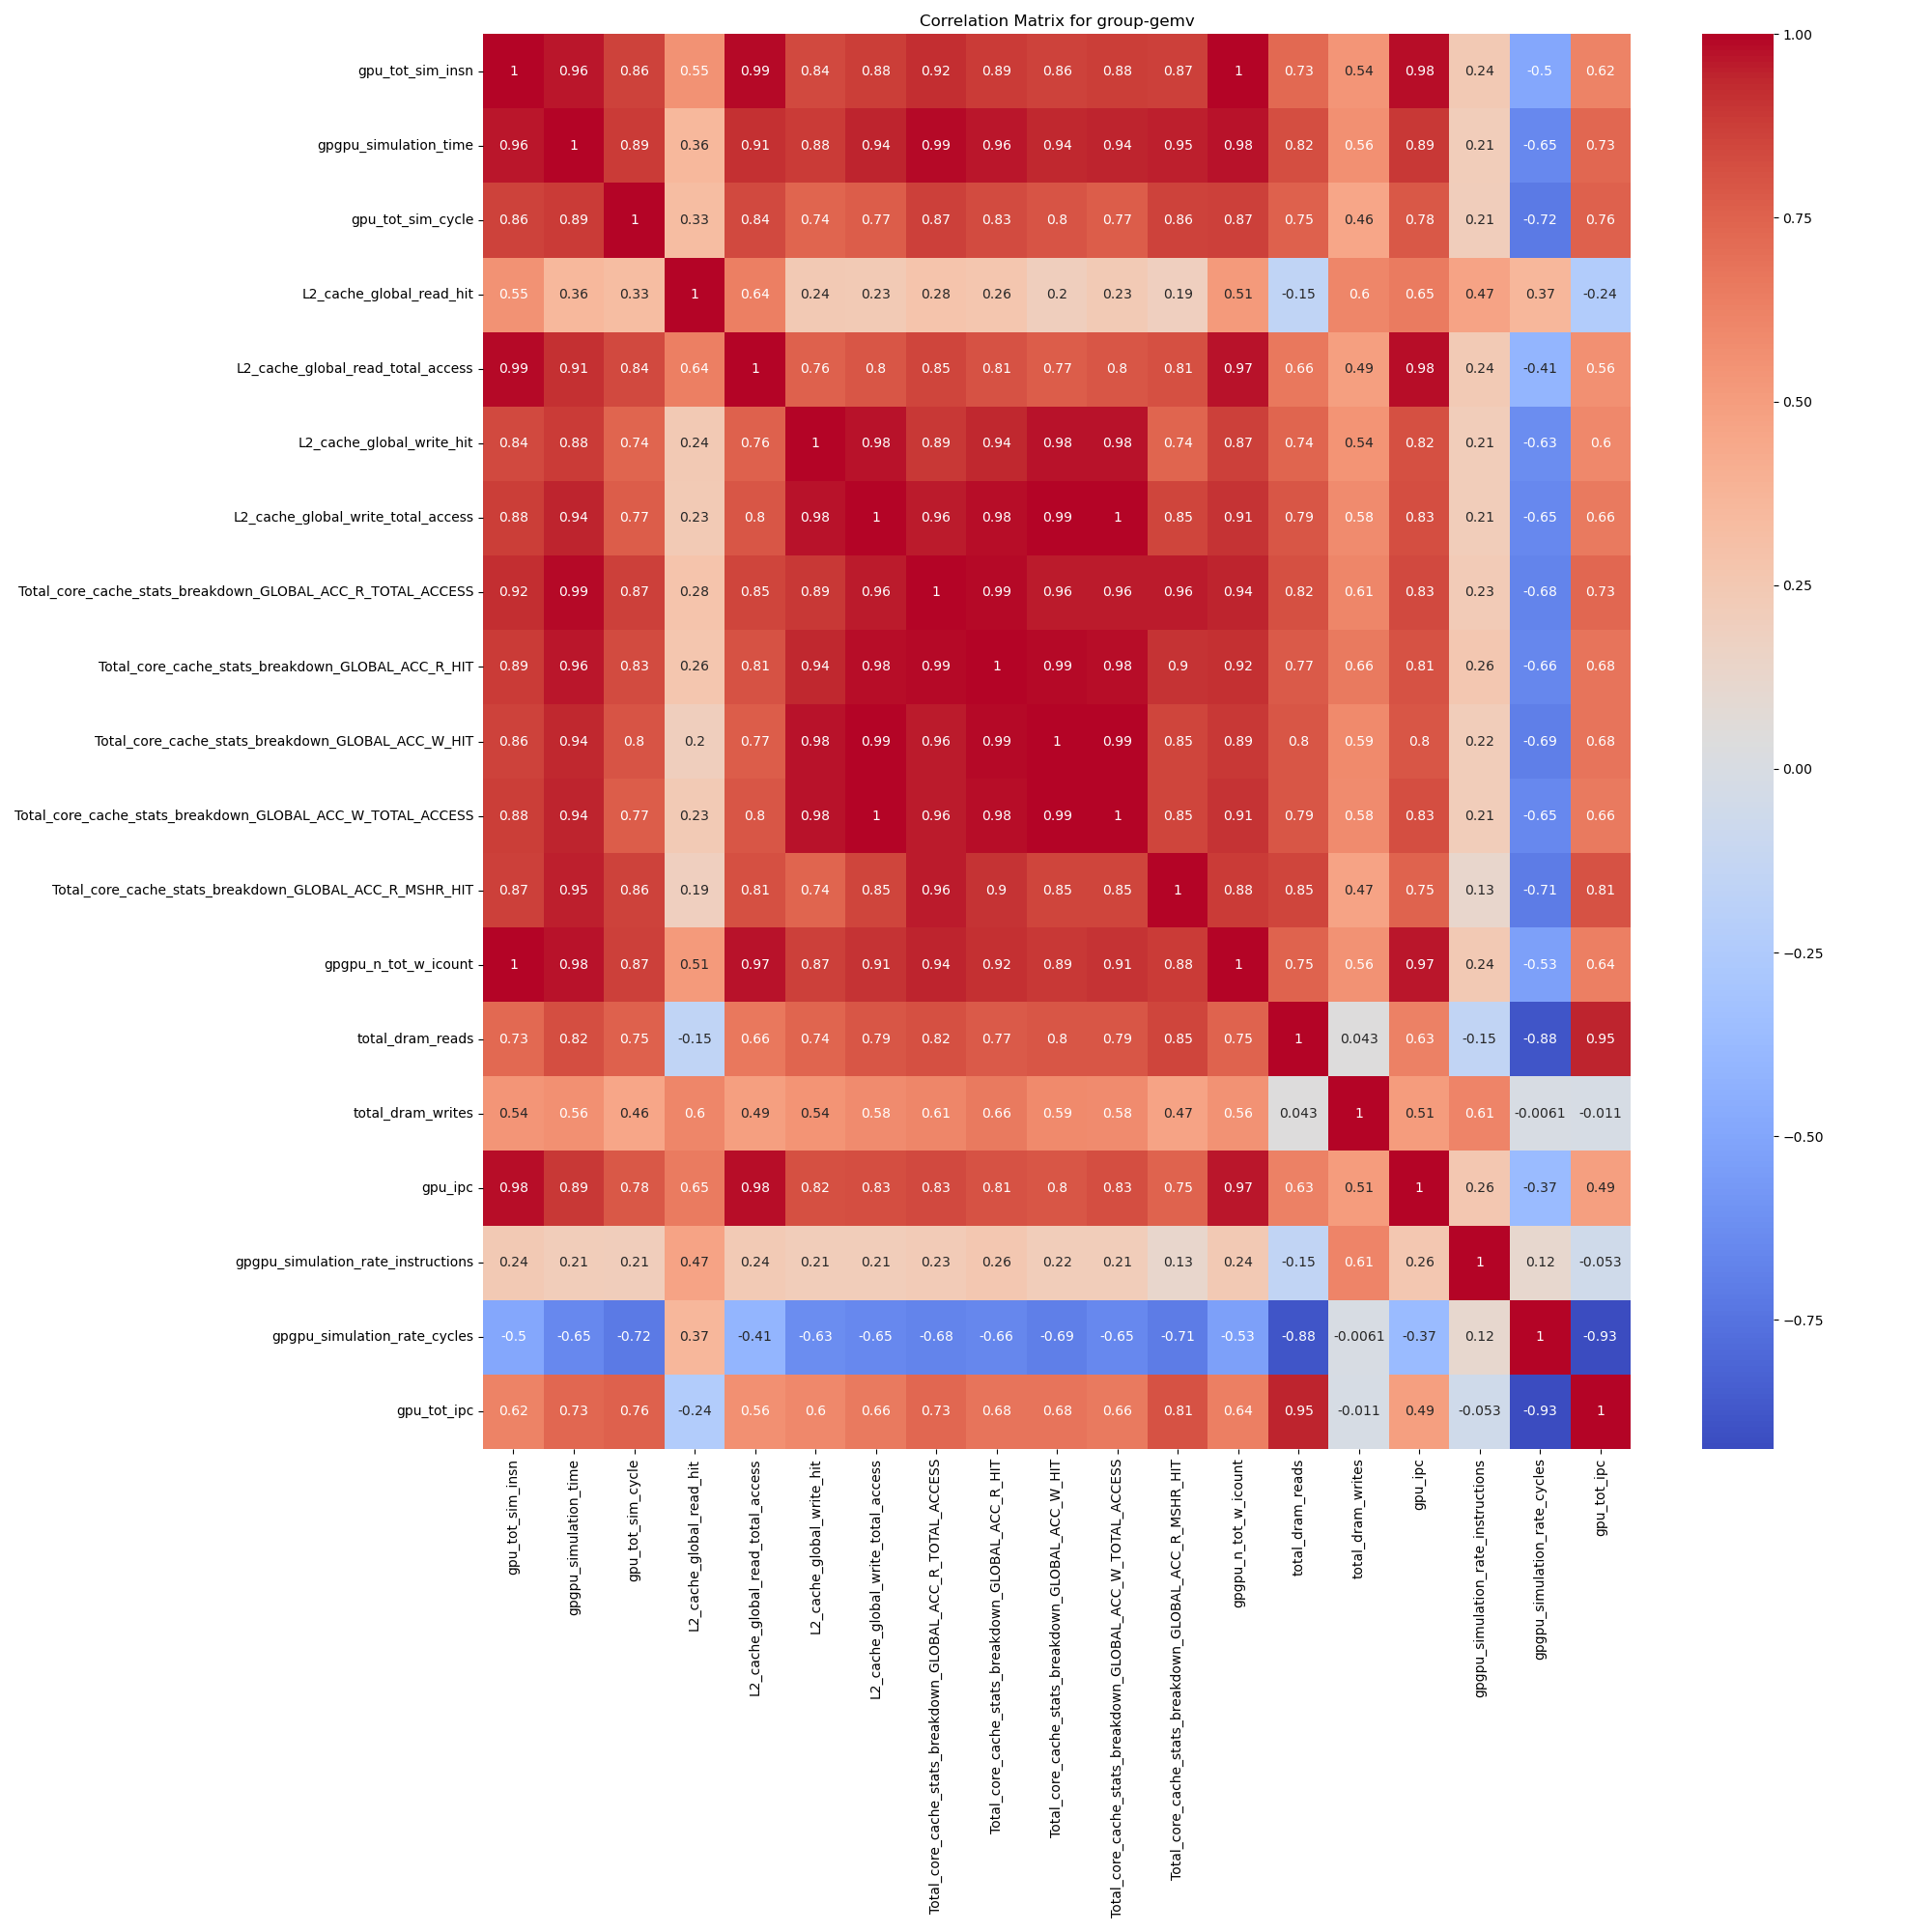 Correlation Matrix for group-gemv
gpu_tot_sim_insn 1 0.96 0.86 0.55 0.99 0.84 0.88 0.92 0.89 0.86 0.88 0.87 1 0.73 0.54 0.98 0.24 -0.5 0.62
gpgpu_simulation_time 0.96 1 0.89 0.36 0.91 0.88 0.94 0.99 0.96 0.94 0.94 0.95 0.98 0.82 0.56 0.89 0.21 -0.65 0.73
gpu_tot_sim_cycle 0.86 0.89 1 0.33 0.84 0.74 0.77 0.87 0.83 0.8 0.77 0.86 0.87 0.75 0.46 0.78 0.21 -0.72 0.76
L2_cache_global_read_hit 0.55 0.36 0.33 1 0.64 0.24 0.23 0.28 0.26 0.2 0.23 0.19 0.51 -0.15 0.6 0.65 0.47 0.37 -0.24
L2_cache_global_read_total_access 0.99 0.91 0.84 0.64 1 0.76 0.8 0.85 0.81 0.77 0.8 0.81 0.97 0.66 0.49 0.98 0.24 -0.41 0.56
L2_cache_global_write_hit 0.84 0.88 0.74 0.24 0.76 1 0.98 0.89 0.94 0.98 0.98 0.74 0.87 0.74 0.54 0.82 0.21 -0.63 0.6
L2_cache_global_write_total_access 0.88 0.94 0.77 0.23 0.8 0.98 1 0.96 0.98 0.99 1 0.85 0.91 0.79 0.58 0.83 0.21 -0.65 0.66
Total_core_cache_stats_breakdown_GLOBAL_ACC_R_TOTAL_ACCESS 0.92 0.99 0.87 0.28 0.85 0.89 0.96 1 0.99 0.96 0.96 0.96 0.94 0.82 0.61 0.83 0.23 -0.68 0.73
Total_core_cache_stats_breakdown_GLOBAL_ACC_R_HIT 0.89 0.96 0.83 0.26 0.81 0.94 0.98 0.99 1 0.99 0.98 0.9 0.92 0.77 0.66 0.81 0.26 -0.66 0.68
Total_core_cache_stats_breakdown_GLOBAL_ACC_W_HIT 0.86 0.94 0.8 0.2 0.77 0.98 0.99 0.96 0.99 1 0.99 0.85 0.89 0.8 0.59 0.8 0.22 -0.69 0.68
Total_core_cache_stats_breakdown_GLOBAL_ACC_W_TOTAL_ACCESS 0.88 0.94 0.77 0.23 0.8 0.98 1 0.96 0.98 0.99 1 0.85 0.91 0.79 0.58 0.83 0.21 -0.65 0.66
Total_core_cache_stats_breakdown_GLOBAL_ACC_R_MSHR_HIT 0.87 0.95 0.86 0.19 0.81 0.74 0.85 0.96 0.9 0.85 0.85 1 0.88 0.85 0.47 0.75 0.13 -0.71 0.81
gpgpu_n_tot_w_icount 1 0.98 0.87 0.51 0.97 0.87 0.91 0.94 0.92 0.89 0.91 0.88 1 0.75 0.56 0.97 0.24 -0.53 0.64
total_dram_reads 0.73 0.82 0.75 -0.15 0.66 0.74 0.79 0.82 0.77 0.8 0.79 0.85 0.75 1 0.043 0.63 -0.15 -0.88 0.95
total_dram_writes 0.54 0.56 0.46 0.6 0.49 0.54 0.58 0.61 0.66 0.59 0.58 0.47 0.56 0.043 1 0.51 0.61 -0.0061 -0.011
gpu_ipc 0.98 0.89 0.78 0.65 0.98 0.82 0.83 0.83 0.81 0.8 0.83 0.75 0.97 0.63 0.51 1 0.26 -0.37 0.49
gpgpu_simulation_rate_instructions 0.24 0.21 0.21 0.47 0.24 0.21 0.21 0.23 0.26 0.22 0.21 0.13 0.24 -0.15 0.61 0.26 1 0.12 -0.053
gpgpu_simulation_rate_cycles -0.5 -0.65 -0.72 0.37 -0.41 -0.63 -0.65 -0.68 -0.66 -0.69 -0.65 -0.71 -0.53 -0.88 -0.0061 -0.37 0.12 1 -0.93
gpu_tot_ipc 0.62 0.73 0.76 -0.24 0.56 0.6 0.66 0.73 0.68 0.68 0.66 0.81 0.64 0.95 -0.011 0.49 -0.053 -0.93 1
gpu_tot_sim_insn
gpgpu_simulation_time
gpu_tot_sim_cycle
L2_cache_global_read_hit
L2_cache_global_read_total_access
L2_cache_global_write_hit
L2_cache_global_write_total_access
Total_core_cache_stats_breakdown_GLOBAL_ACC_R_TOTAL_ACCESS
Total_core_cache_stats_breakdown_GLOBAL_ACC_R_HIT
Total_core_cache_stats_breakdown_GLOBAL_ACC_W_HIT
Total_core_cache_stats_breakdown_GLOBAL_ACC_W_TOTAL_ACCESS
Total_core_cache_stats_breakdown_GLOBAL_ACC_R_MSHR_HIT
gpgpu_n_tot_w_icount
total_dram_reads
total_dram_writes
gpu_ipc
gpgpu_simulation_rate_instructions
gpgpu_simulation_rate_cycles
gpu_tot_ipc
1.00
0.75
0.50
0.25
0.00
−0.25
−0.50
−0.75